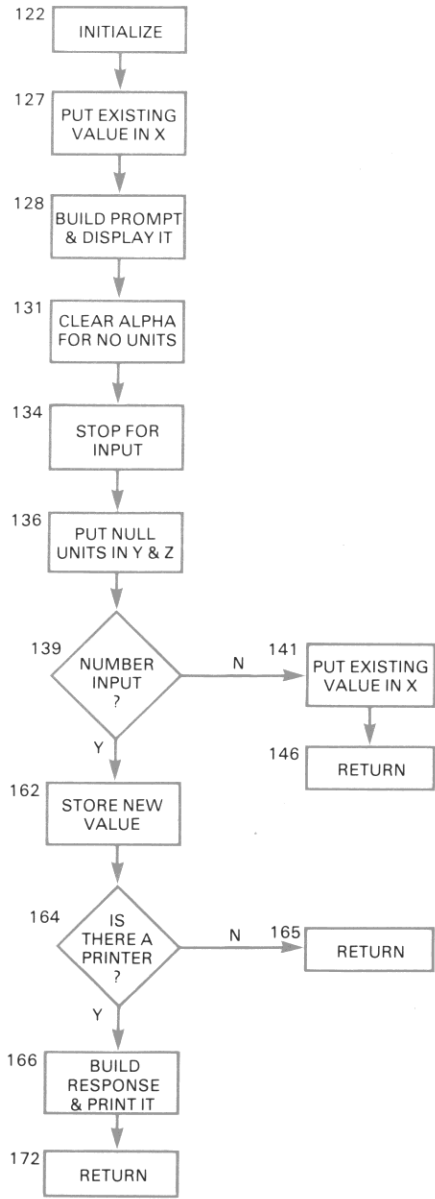 122
INITIALIZE
127
PUT EXISTING
VALUE IN X
128
BUILD PROMPT
& DISPLAY IT
131
CLEAR ALPHA
FOR NO UNITS
134
STOP FOR
INPUT
136
PUT NULL
UNITS IN Y & Z
139
NUMBER
INPUT
?
N
141
PUT EXISTING
VALUE IN X
146
RETURN
Y
162
STORE NEW
VALUE
164
IS
THERE A
PRINTER
?
N
165
RETURN
Y
166
BUILD
RESPONSE
& PRINT IT
172
RETURN